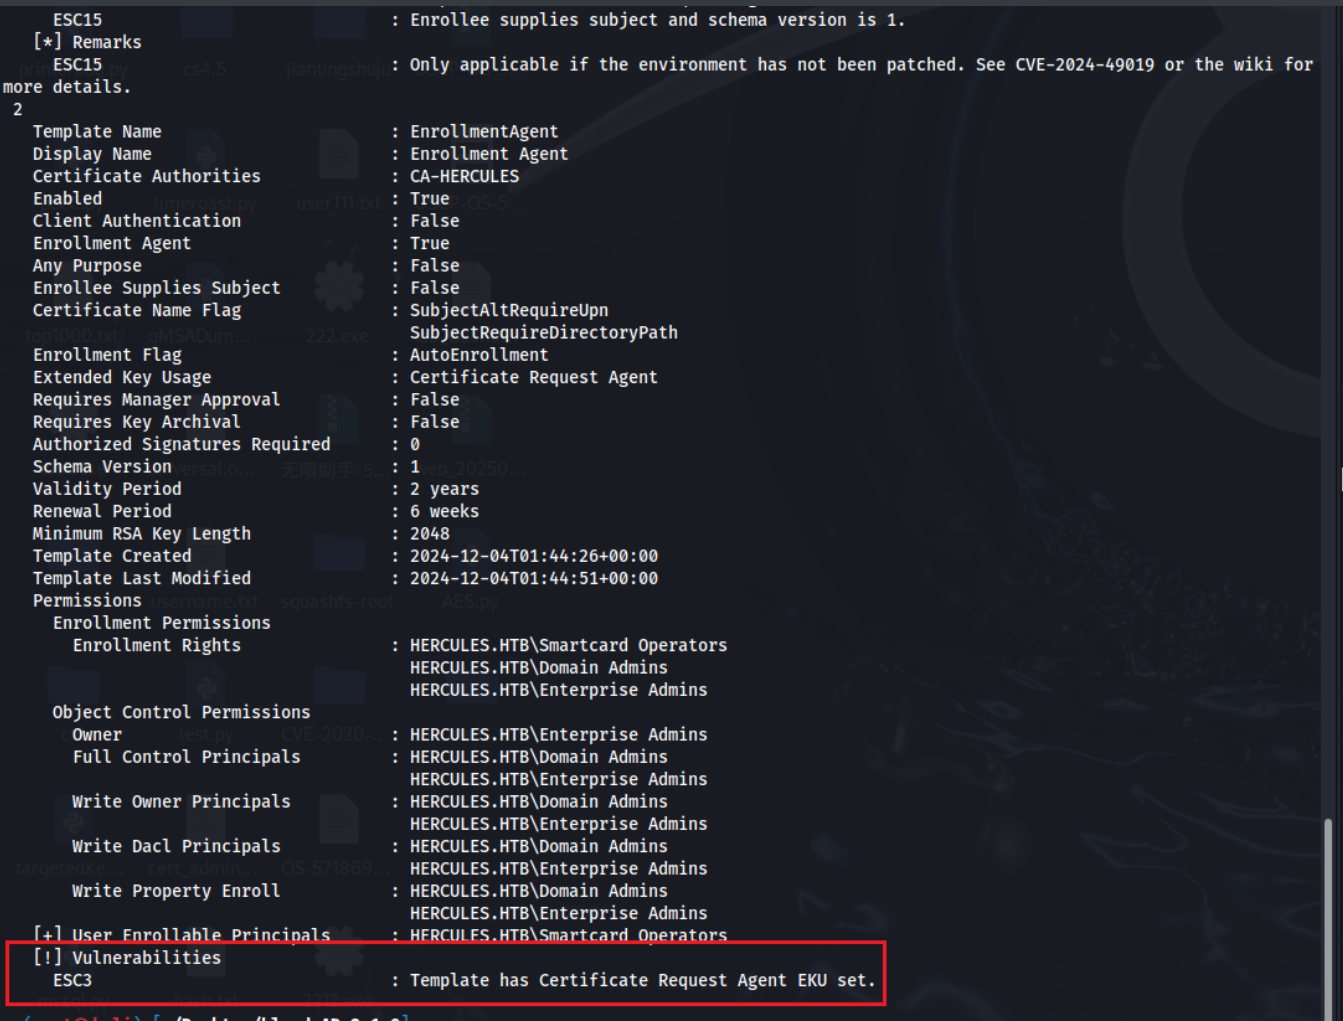 ESC15 : Enrollee supplies subject and schema version is 1.
[*] Remarks
ESC15 : Only applicable if the environment has not been patched. See CVE-2024-49019 or the wiki for
more details.
2
Template Name : EnrollmentAgent
Display Name : Enrollment Agent
Certificate Authorities : CA-HERCULES
Enabled : True
Client Authentication : False
Enrollment Agent : True
Any Purpose : False
Enrollee Supplies Subject : False
Certificate Name Flag : SubjectAltRequireUpn
SubjectRequireDirectoryPath
Enrollment Flag : AutoEnrollment
Extended Key Usage : Certificate Request Agent
Requires Manager Approval : False
Requires Key Archival : False
Authorized Signatures Required : 0
Schema Version : 1
Validity Period : 2 years
Renewal Period : 6 weeks
Minimum RSA Key Length : 2048
Template Created : 2024-12-04T01:44:26+00:00
Template Last Modified : 2024-12-04T01:44:51+00:00
Permissions
Enrollment Permissions
Enrollment Rights : HERCULES.HTB\Smartcard Operators
HERCULES.HTB\Domain Admins
HERCULES.HTB\Enterprise Admins
Object Control Permissions
Owner : HERCULES.HTB\Enterprise Admins
Full Control Principals : HERCULES.HTB\Domain Admins
HERCULES.HTB\Enterprise Admins
Write Owner Principals : HERCULES.HTB\Domain Admins
HERCULES.HTB\Enterprise Admins
Write Dacl Principals : HERCULES.HTB\Domain Admins
HERCULES.HTB\Enterprise Admins
Write Property Enroll : HERCULES.HTB\Domain Admins
HERCULES.HTB\Enterprise Admins
[+] User Enrollable Principals : HERCULES.HTB\Smartcard Operators
[!] Vulnerabilities
ESC3 : Template has Certificate Request Agent EKU set.